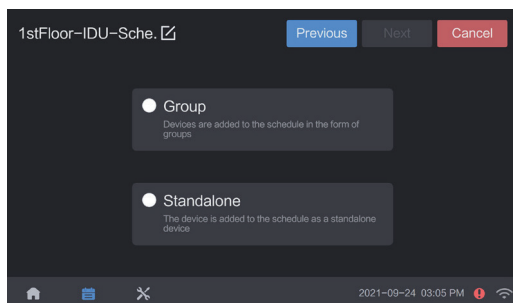 1stFloor-IDU-Sche.
Previous
Next
Cancel
Group
Devices are added to the schedule in the form of
groups
Standalone
The device is added to the schedule as a standalone
device
2021-09-24 03:05 PM